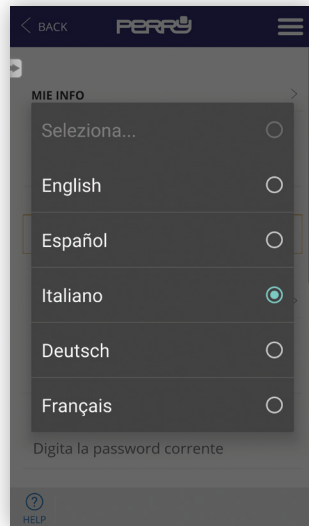 BACK PERRY
MIE INFO
Seleziona...
English
Español
Italiano
Deutsch
Français
Digita la password corrente
?
HELP